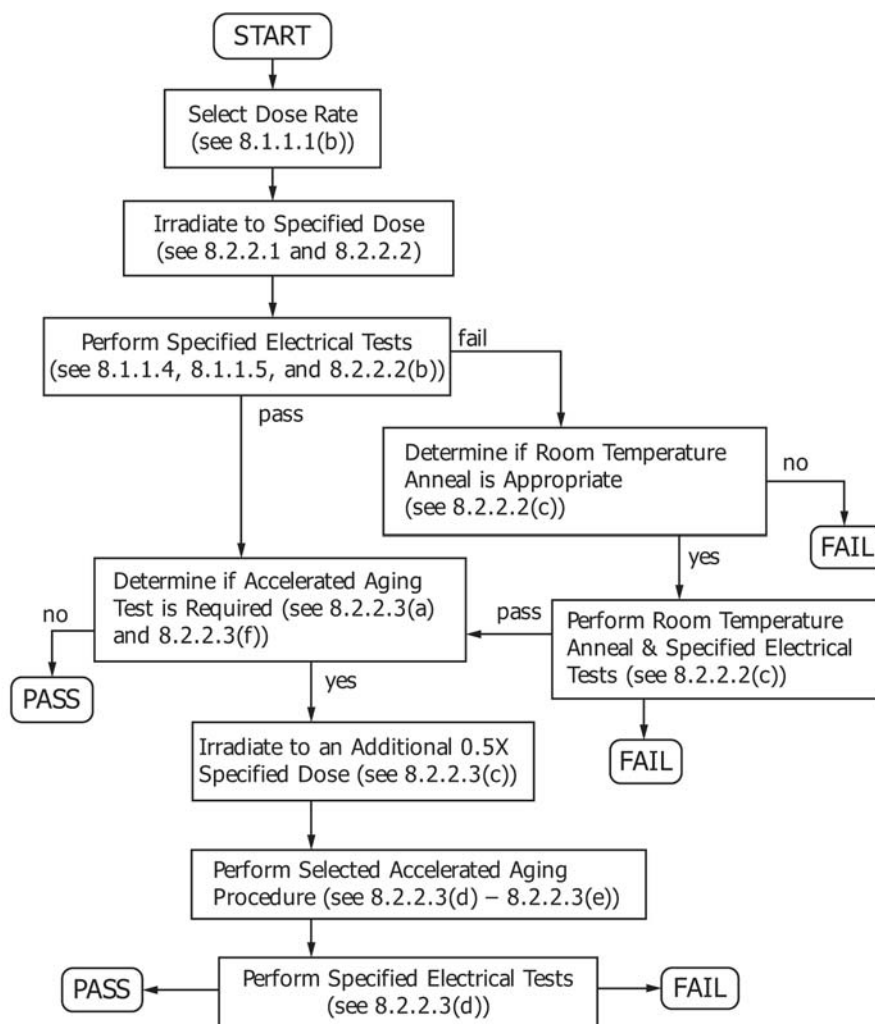 START
Select Dose Rate
(see 8.1.1.1(b))
Irradiate to Specified Dose
(see 8.2.2.1 and 8.2.2.2)
Perform Specified Electrical Tests
(see 8.1.1.4, 8.1.1.5, and 8.2.2.2(b))
fail
pass
Determine if Room Temperature
Anneal is Appropriate
(see 8.2.2.2(c))
no
FAIL
yes
Determine if Accelerated Aging
Test is Required (see 8.2.2.3(a)
and 8.2.2.3(f))
no
PASS
pass
Perform Room Temperature
Anneal & Specified Electrical
Tests (see 8.2.2.2(c))
FAIL
yes
Irradiate to an Additional 0.5X
Specified Dose (see 8.2.2.3(c))
Perform Selected Accelerated Aging
Procedure (see 8.2.2.3(d) – 8.2.2.3(e))
PASS
Perform Specified Electrical Tests
(see 8.2.2.3(d))
FAIL